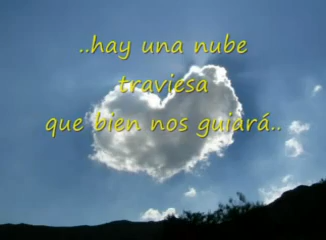 ..hay una nube
traviesa
que bien nos guiará..